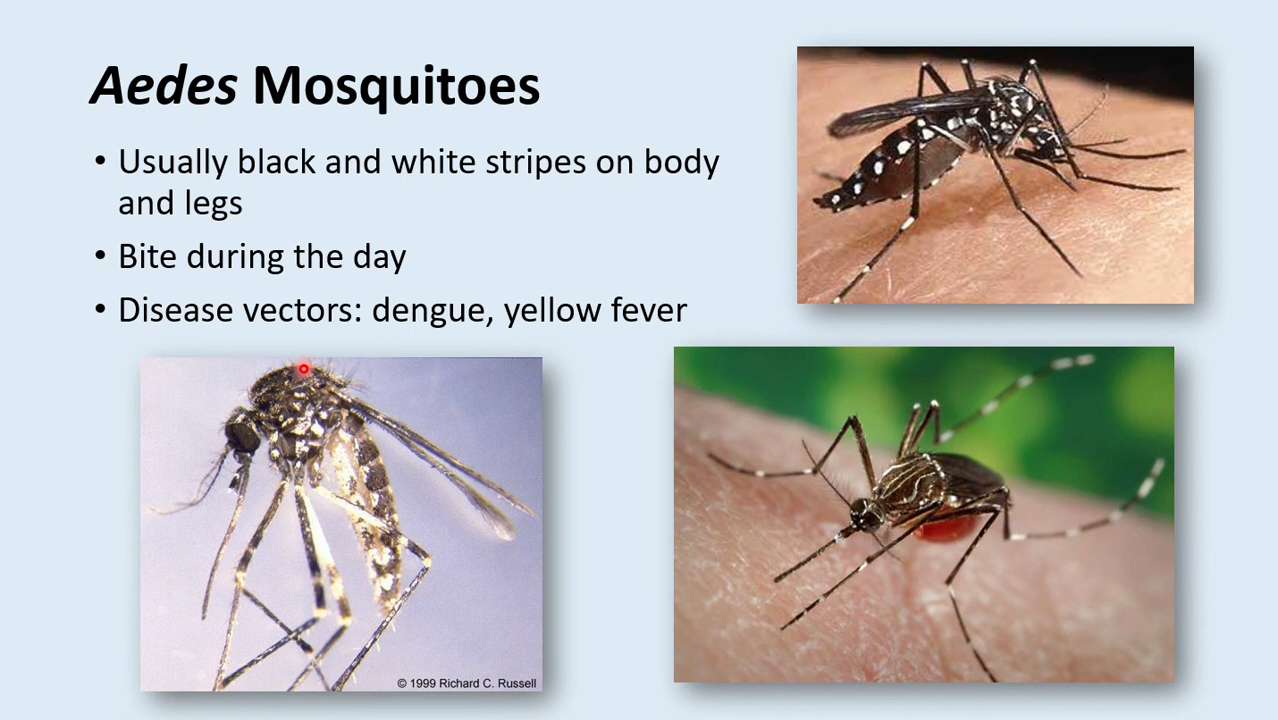 Aedes Mosquitoes
• Usually black and white stripes on body
and legs
• Bite during the day
• Disease vectors: dengue, yellow fever
© 1999 Richard C. Russell